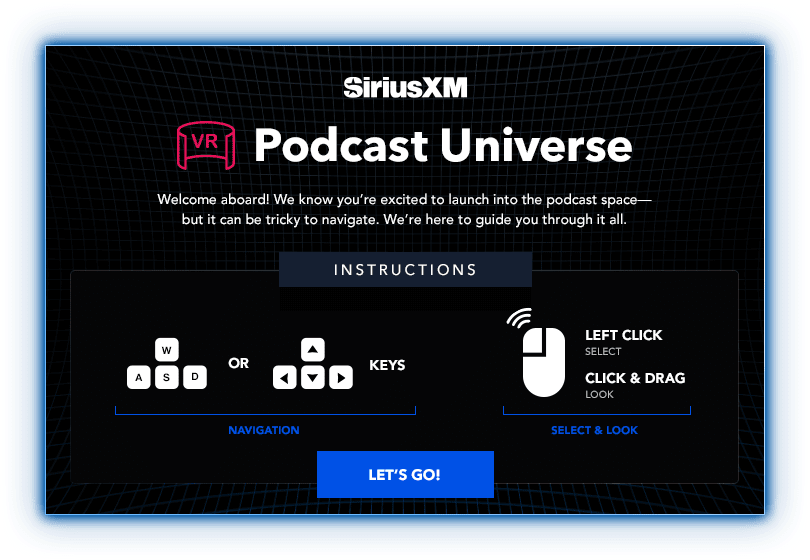 SiriusXM
VR
Podcast Universe
Welcome aboard! We know you're excited to launch into the podcast space—
but it can be tricky to navigate. We're here to guide you through it all.
INSTRUCTIONS
W
A S D
OR
KEYS
NAVIGATION
LEFT CLICK
SELECT
CLICK & DRAG
LOOK
SELECT & LOOK
LET'S GO!